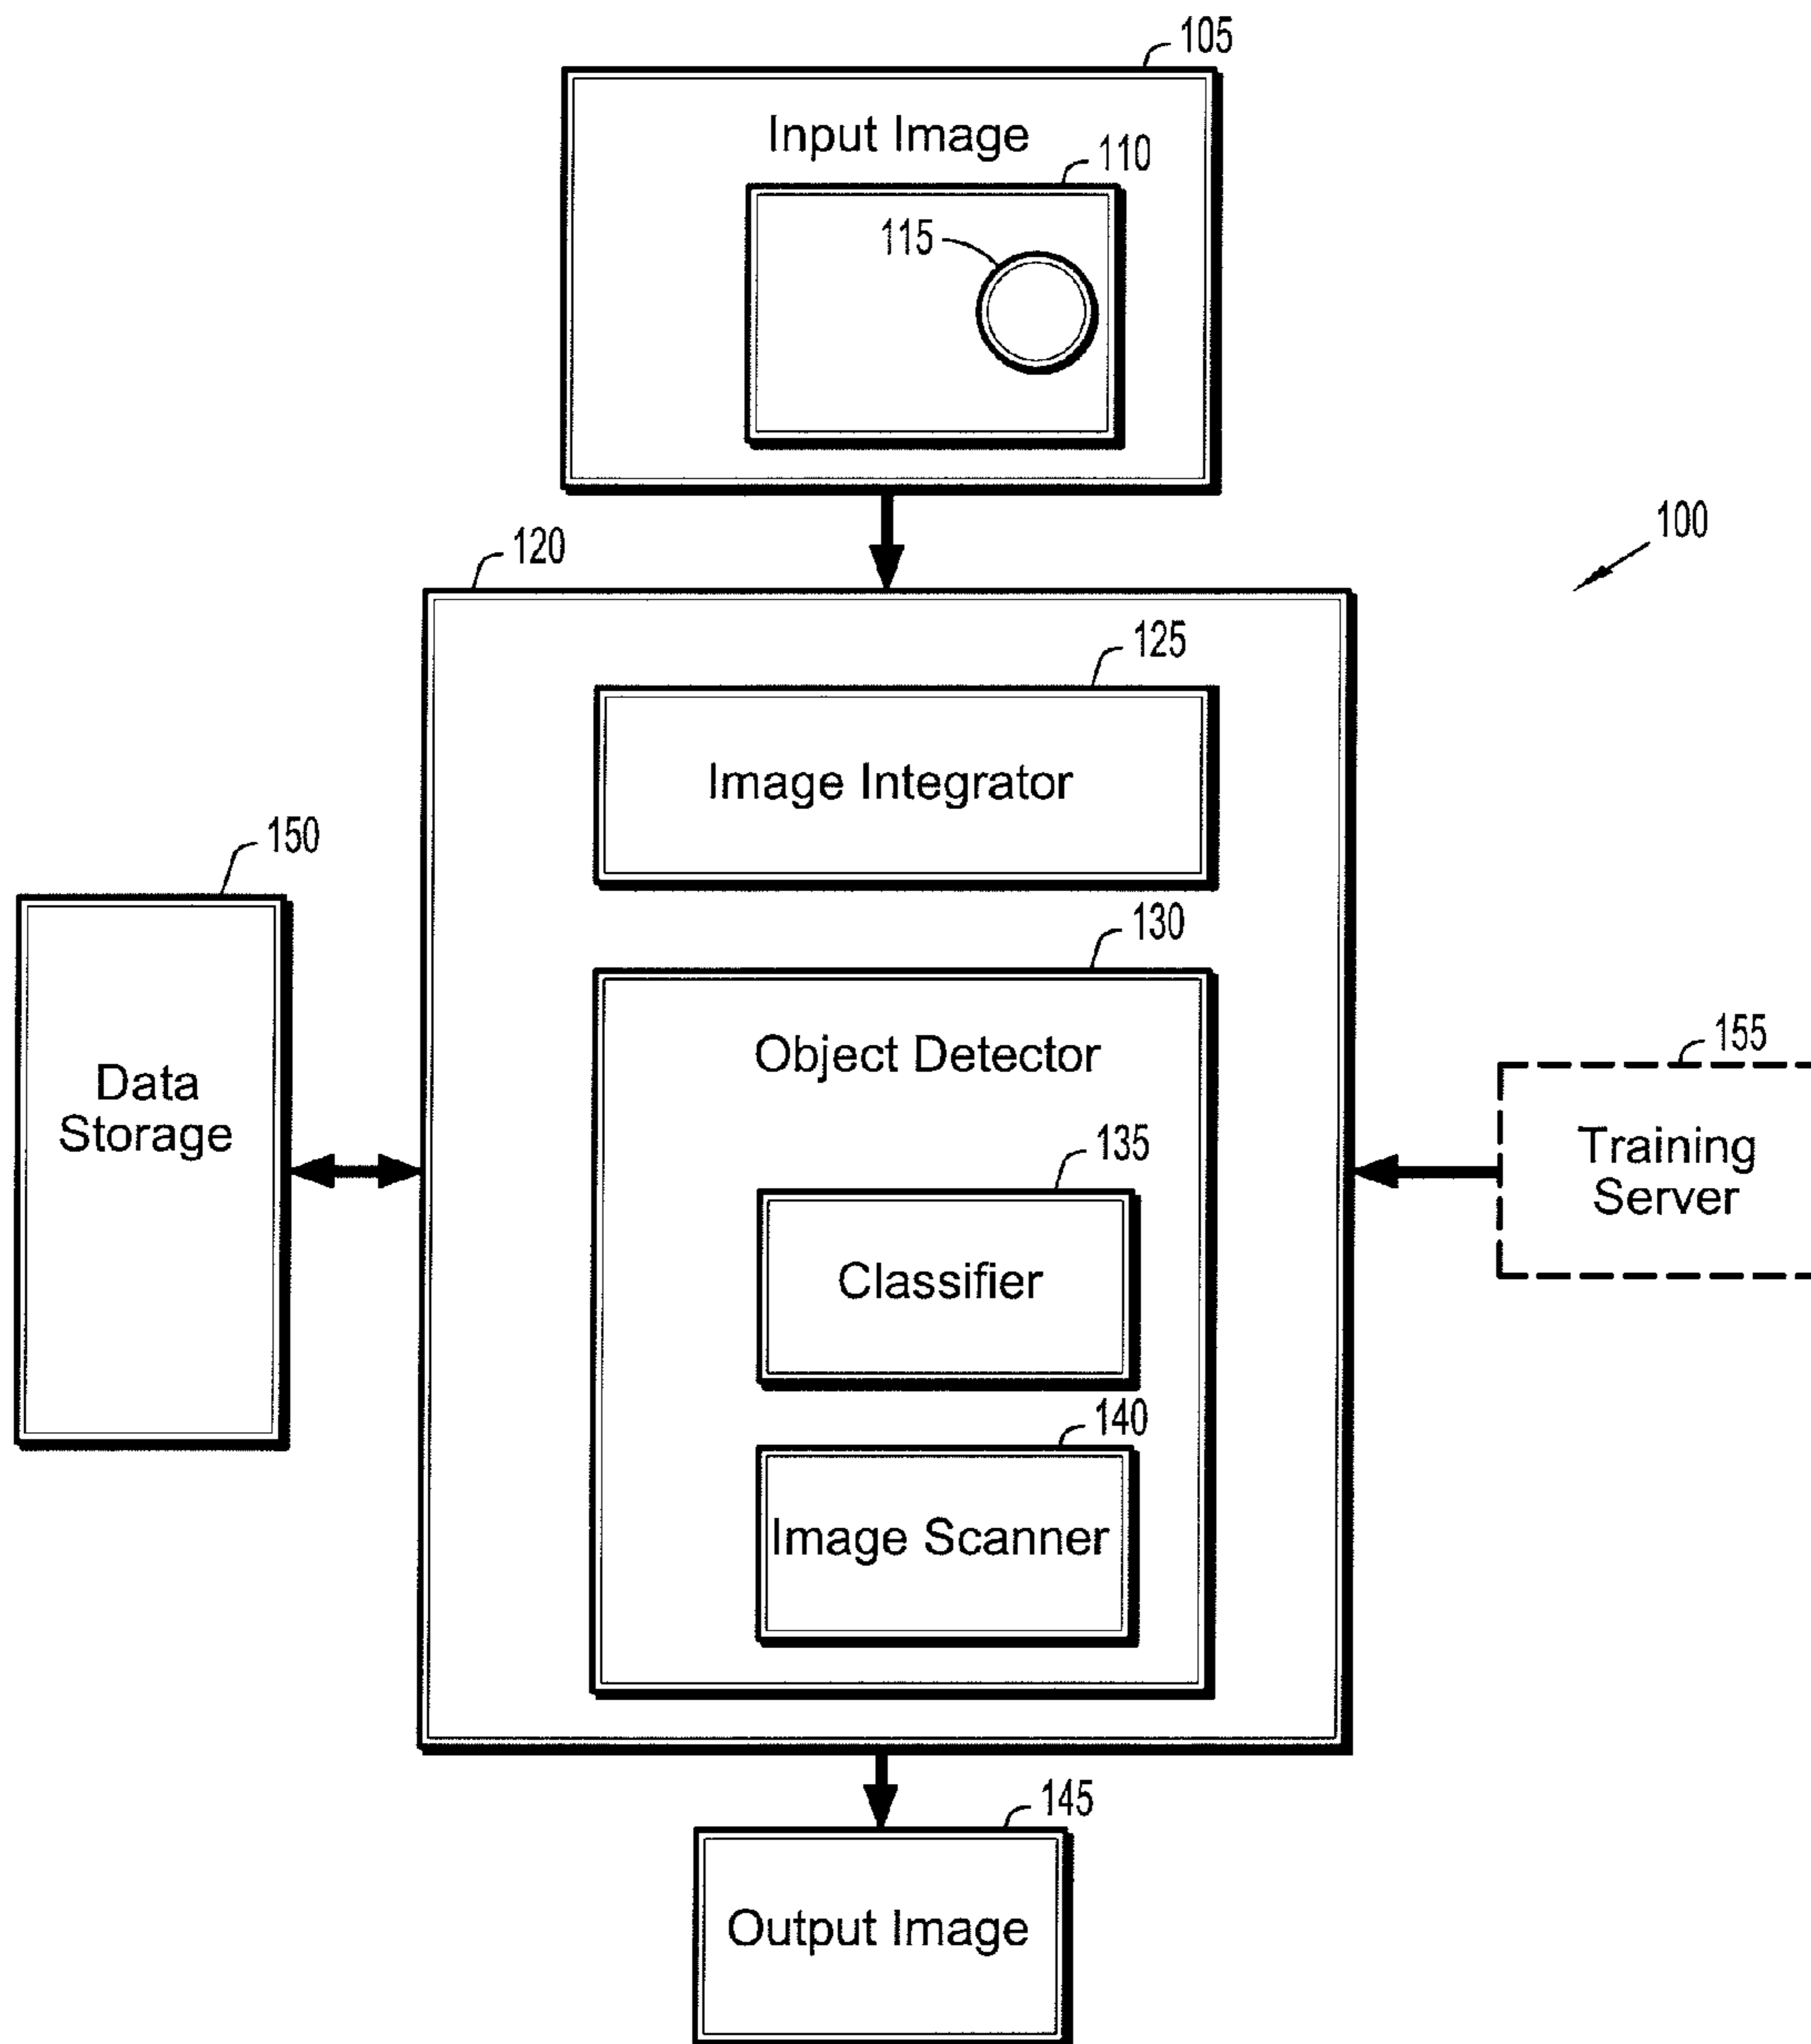 105
Input Image
110
115
100
120
125
Image Integrator
150
130
Data
Storage
Object Detector
155
Training
Server
135
Classifier
140
Image Scanner
145
Output Image